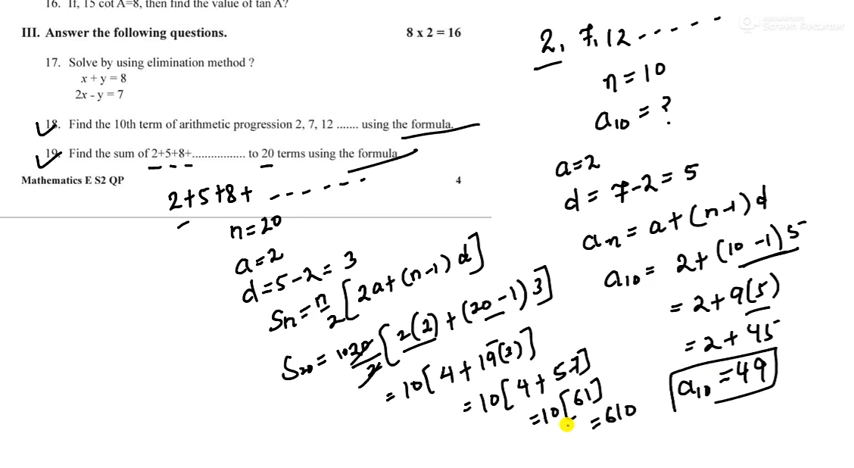 16. If, 15 cot A=8, then find the value of tan A?
III. Answer the following questions. 8 x 2 = 16
17. Solve by using elimination method ?
x + y = 8
2x - y = 7
18. Find the 10th term of arithmetic progression 2, 7, 12 ....... using the formula.
19. Find the sum of 2+5+8+................. to 20 terms using the formula
Mathematics E S2 QP 4
2+5+8+ - - - - - - -
n=20
a=2
d=5-2=3
Sn=n/2[2a+(n-1)d]
S20=10 20/2[2(2)+(20-1)3]
=10[4+19(3)]
=10[4+57]
=10[61]
=610
2, 7, 12 - - - - - -
n=10
a10=?
a=2
d=7-2=5
an=a+(n-1)d
a10=2+(10-1)5
=2+9(5)
=2+45
a10=49
Screen Recorder